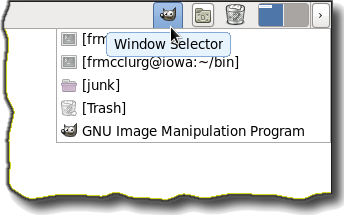 [frm
Window Selector
[frmcclurg@iowa:~/bin]
[junk]
[Trash]
GNU Image Manipulation Program